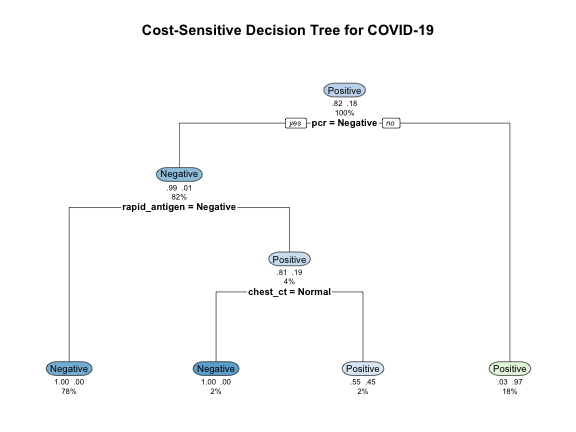 Cost-Sensitive Decision Tree for COVID-19
Positive
.82 .18
100%
yes pcr = Negative no
Negative
.99 .01
82%
rapid_antigen = Negative
Positive
.81 .19
4%
chest_ct = Normal
Negative Negative Positive Positive
1.00 .00 1.00 .00 .55 .45 .03 .97
78% 2% 2% 18%